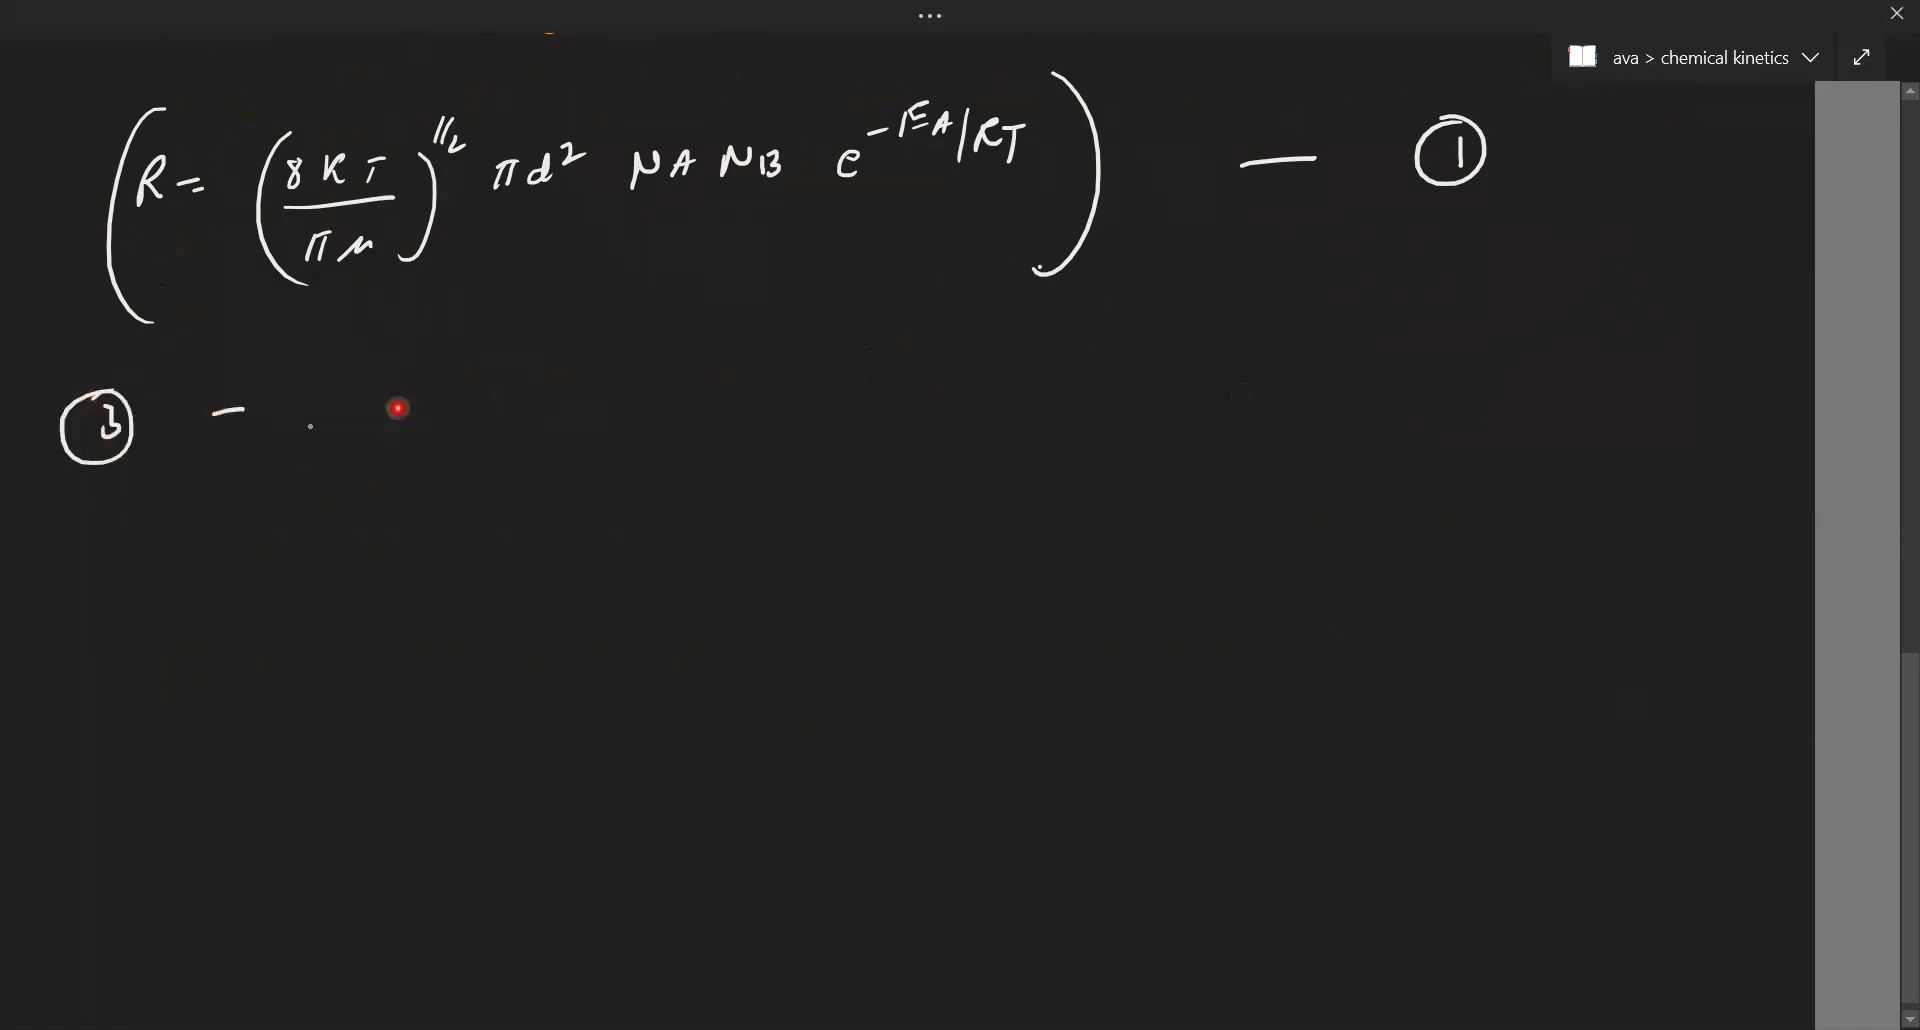 ...
ava > chemical kinetics
R = (8KT/πμ)^1/2 πd² NA NB e^-EA/RT — ①
③ -